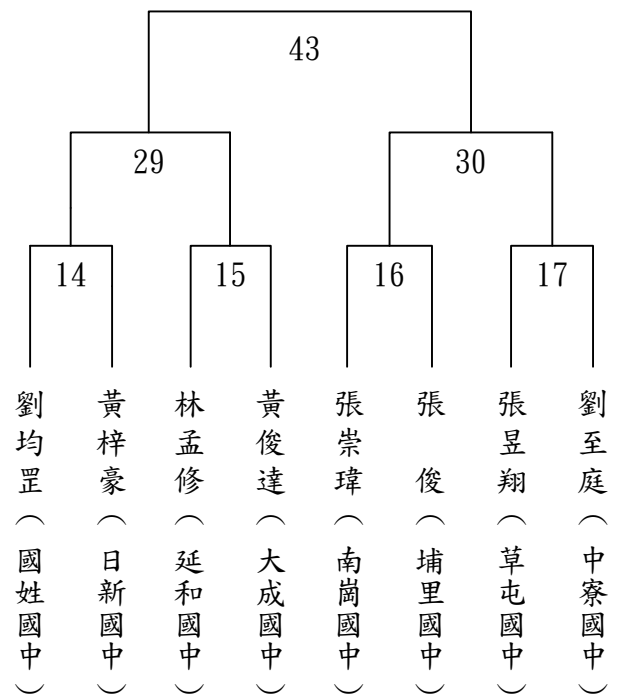 43
29
30
14
15
16
17
劉均罡（國姓國中）
黃梓豪（日新國中）
林孟修（延和國中）
黃俊達（大成國中）
張崇瑋（南崗國中）
張　俊（埔里國中）
張昱翔（草屯國中）
劉至庭（中寮國中）